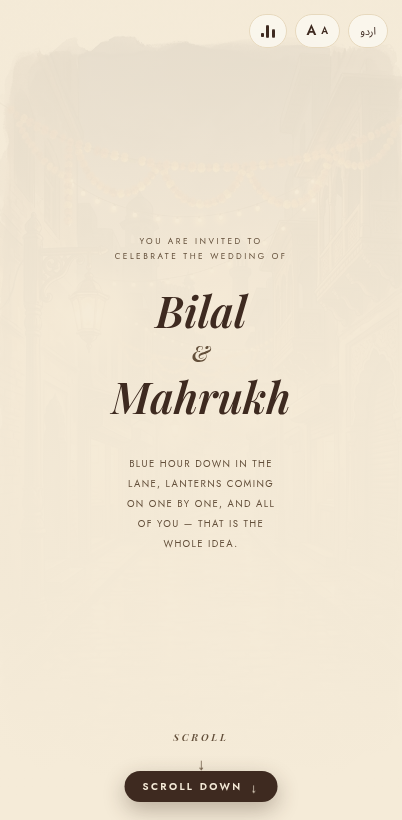 A A
اردو
YOU ARE INVITED TO
CELEBRATE THE WEDDING OF
Bilal
&
Mahrukh
BLUE HOUR DOWN IN THE
LANE, LANTERNS COMING
ON ONE BY ONE, AND ALL
OF YOU — THAT IS THE
WHOLE IDEA.
SCROLL
↓
SCROLL DOWN ↓